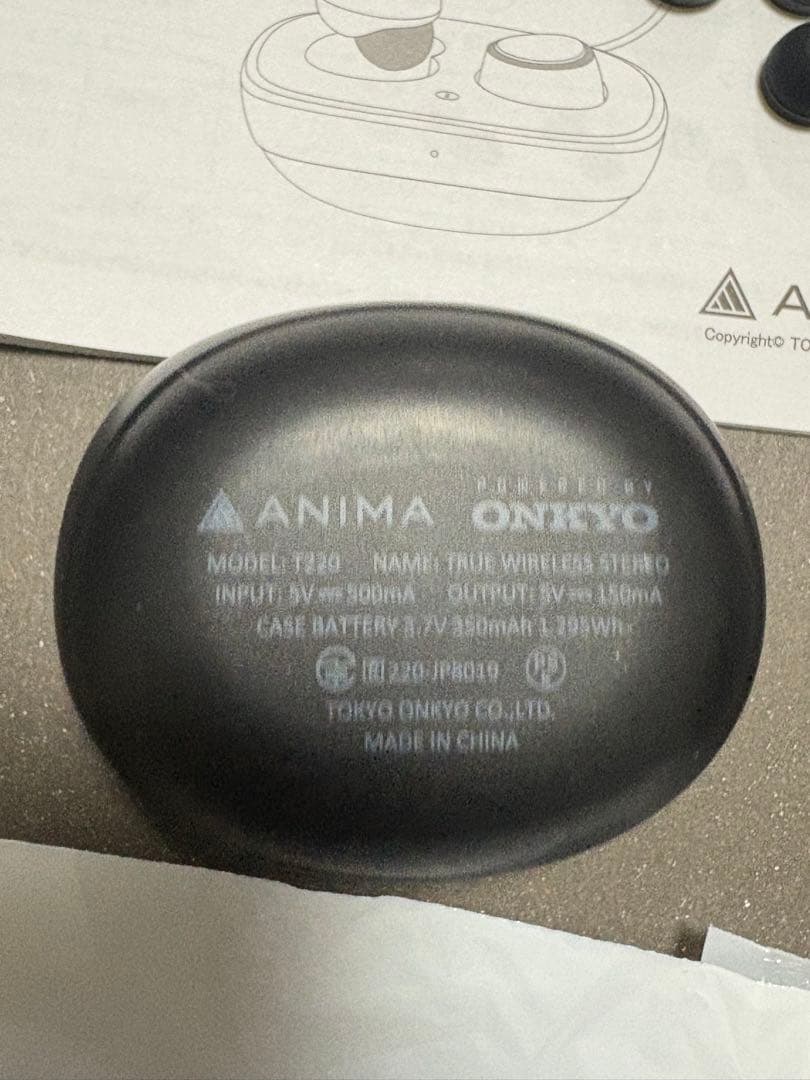 Copyright© TO
POWERED BY
ANIMA ONKYO
MODEL: T220 NAME: TRUE WIRELESS STEREO
INPUT: 5V⎓500mA OUTPUT: 5V⎓150mA
CASE BATTERY 3.7V 350mAh 1.295Wh
R 220-JP8019 PB
TOKYO ONKYO CO.,LTD.
MADE IN CHINA